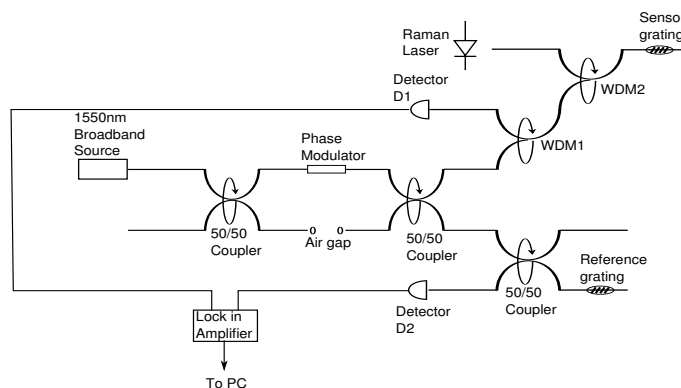 Sensor
grating
Raman
Laser
WDM2
Detector
D1
1550nm
Broadband
Source
Phase
Modulator
WDM1
50/50
Coupler
Air gap
50/50
Coupler
Reference
grating
50/50
Coupler
Detector
D2
Lock in
Amplifier
To PC